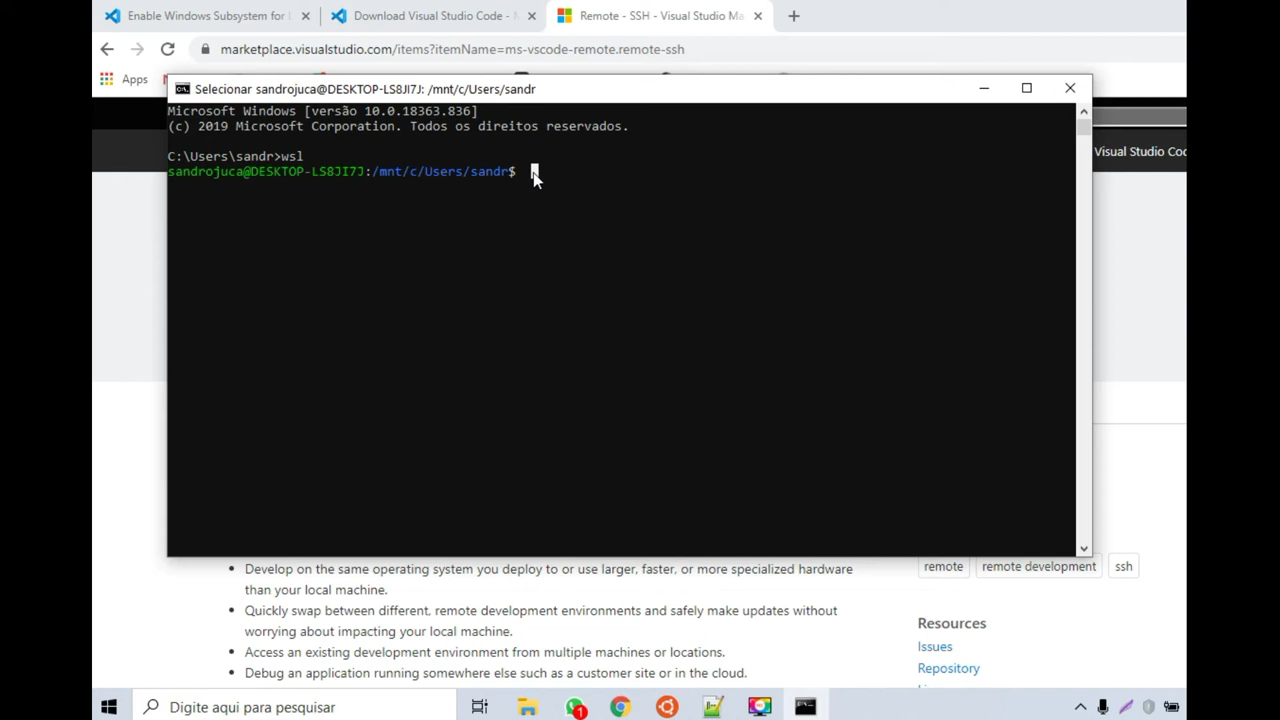 Enable Windows Subsystem for
Download Visual Studio Code -
Remote - SSH - Visual Studio Ma
marketplace.visualstudio.com/items?itemName=ms-vscode-remote.remote-ssh
Apps
Selecionar sandrojuca@DESKTOP-LS8JI7J: /mnt/c/Users/sandr
Microsoft Windows [versão 10.0.18363.836]
(c) 2019 Microsoft Corporation. Todos os direitos reservados.
C:\Users\sandr>wsl
sandrojuca@DESKTOP-LS8JI7J:/mnt/c/Users/sandr$
Visual Studio Coc
Develop on the same operating system you deploy to or use larger, faster, or more specialized hardware
than your local machine.
Quickly swap between different, remote development environments and safely make updates without
worrying about impacting your local machine.
Access an existing development environment from multiple machines or locations.
Debug an application running somewhere else such as a customer site or in the cloud.
remote
remote development
ssh
Resources
Issues
Repository
Digite aqui para pesquisar
1